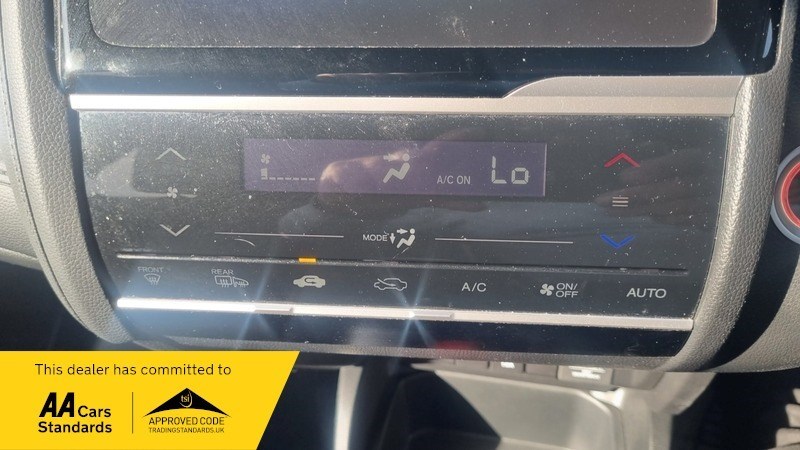 A/C ON
Lo
MODE
FRONT
REAR
A/C
ON/
OFF
AUTO
This dealer has committed to
AA Cars
Standards
tsi
APPROVED CODE
TRADINGSTANDARDS.UK